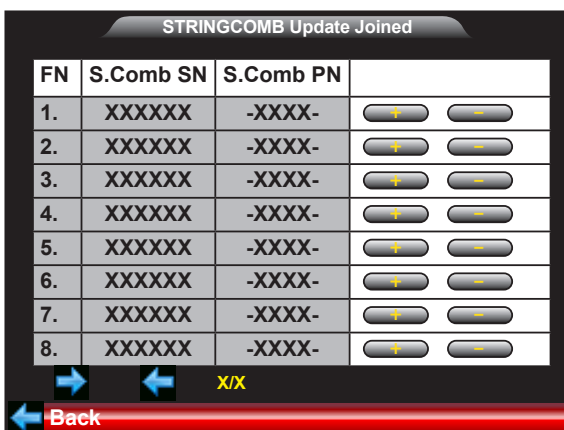 STRINGCOMB Update Joined
FN S.Comb SN S.Comb PN
1. XXXXXX -XXXX- + −
2. XXXXXX -XXXX- + −
3. XXXXXX -XXXX- + −
4. XXXXXX -XXXX- + −
5. XXXXXX -XXXX- + −
6. XXXXXX -XXXX- + −
7. XXXXXX -XXXX- + −
8. XXXXXX -XXXX- + −
X/X
Back